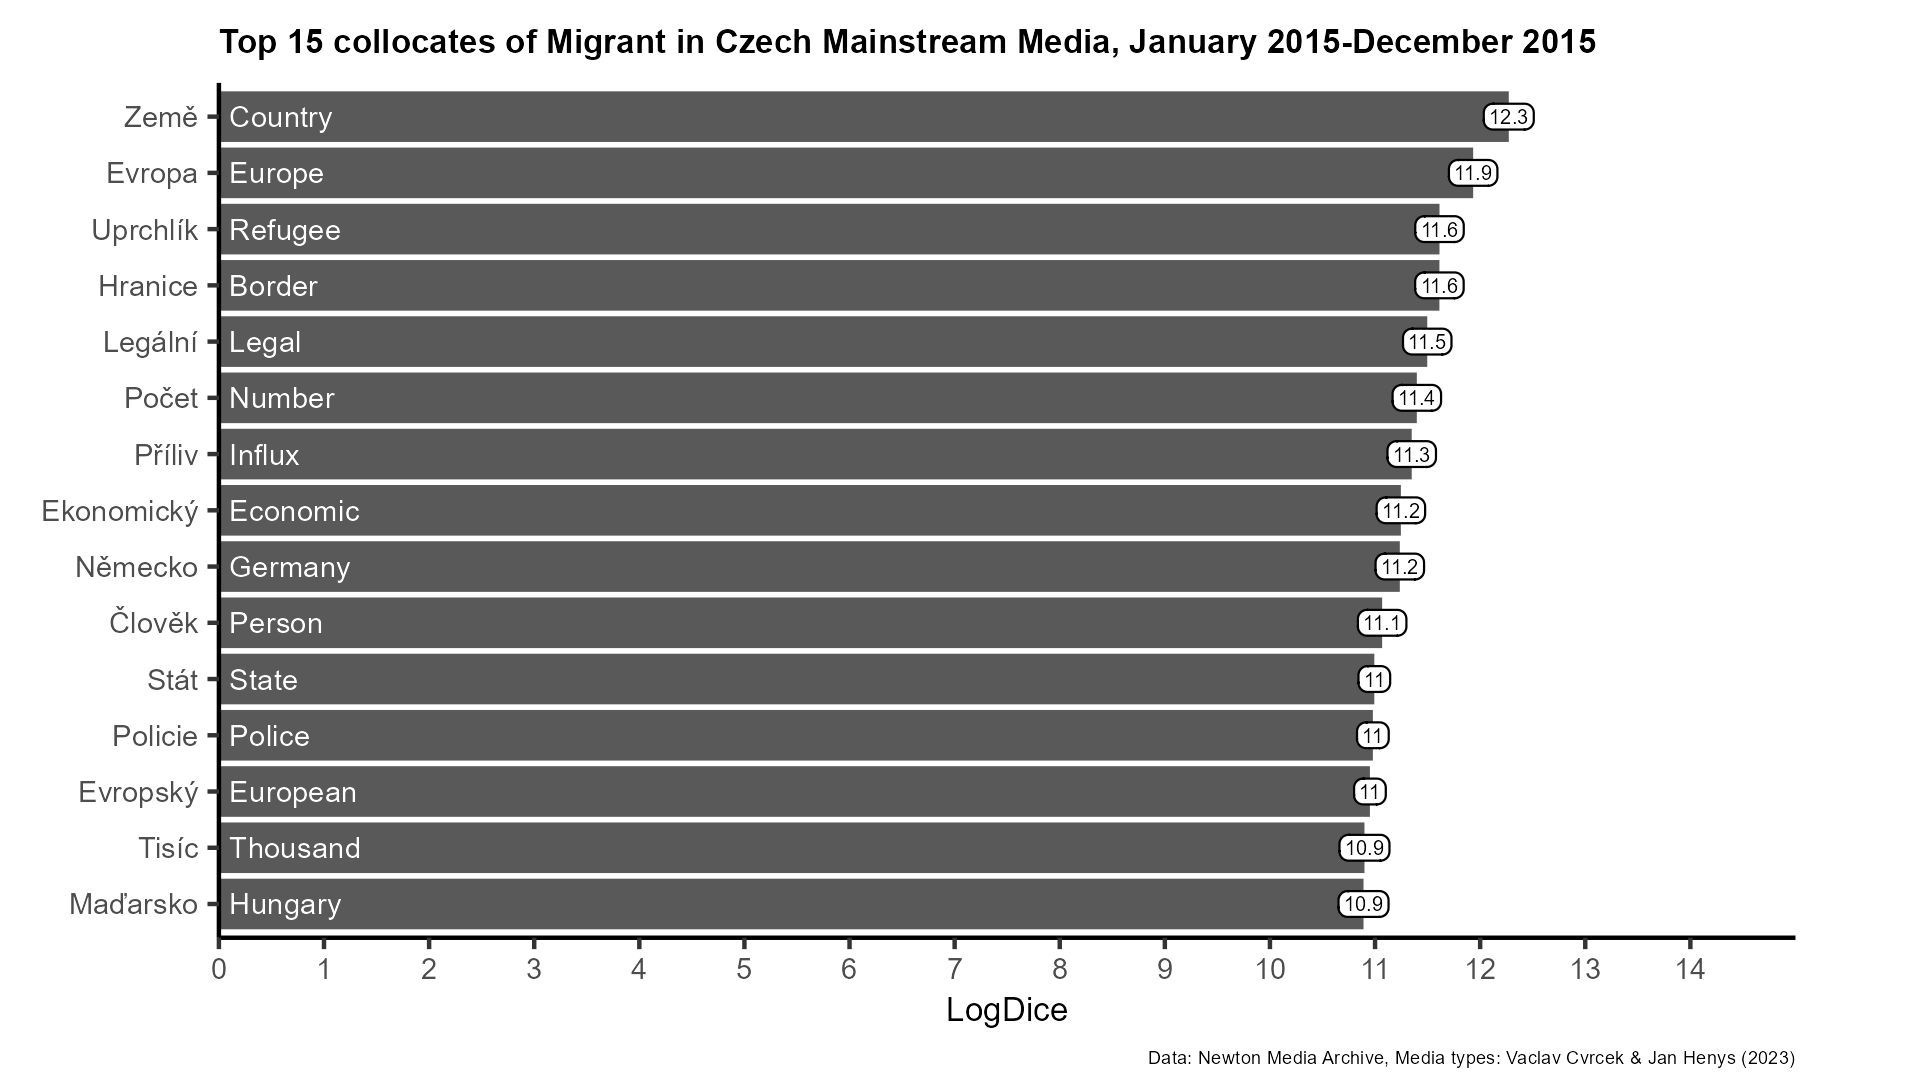 Top 15 collocates of Migrant in Czech Mainstream Media, January 2015-December 2015
Země Country 12.3
Evropa Europe 11.9
Uprchlík Refugee 11.6
Hranice Border 11.6
Legální Legal 11.5
Počet Number 11.4
Příliv Influx 11.3
Ekonomický Economic 11.2
Německo Germany 11.2
Člověk Person 11.1
Stát State 11
Policie Police 11
Evropský European 11
Tisíc Thousand 10.9
Maďarsko Hungary 10.9
0 1 2 3 4 5 6 7 8 9 10 11 12 13 14
LogDice
Data: Newton Media Archive, Media types: Vaclav Cvrcek & Jan Henys (2023)